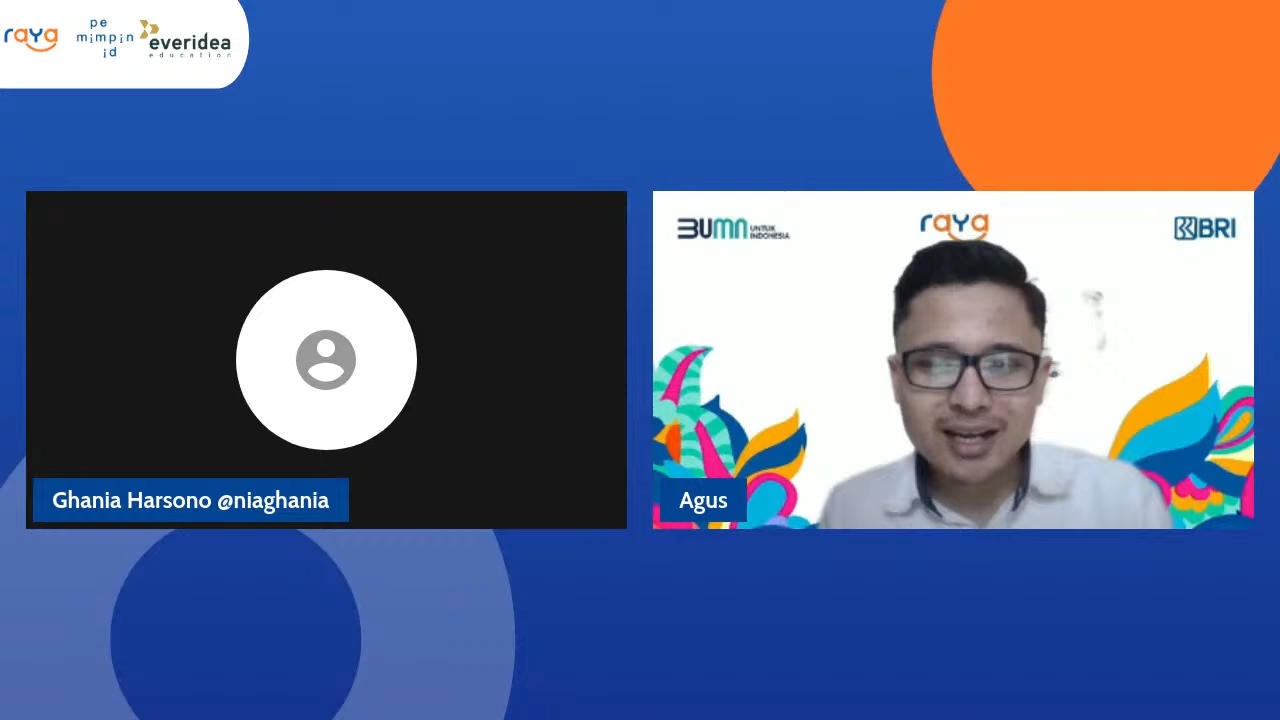 raya
pe
mimpin
id
everidea
education
BUMN UNTUK
INDONESIA
raya
BRI
Ghania Harsono @niaghania
Agus